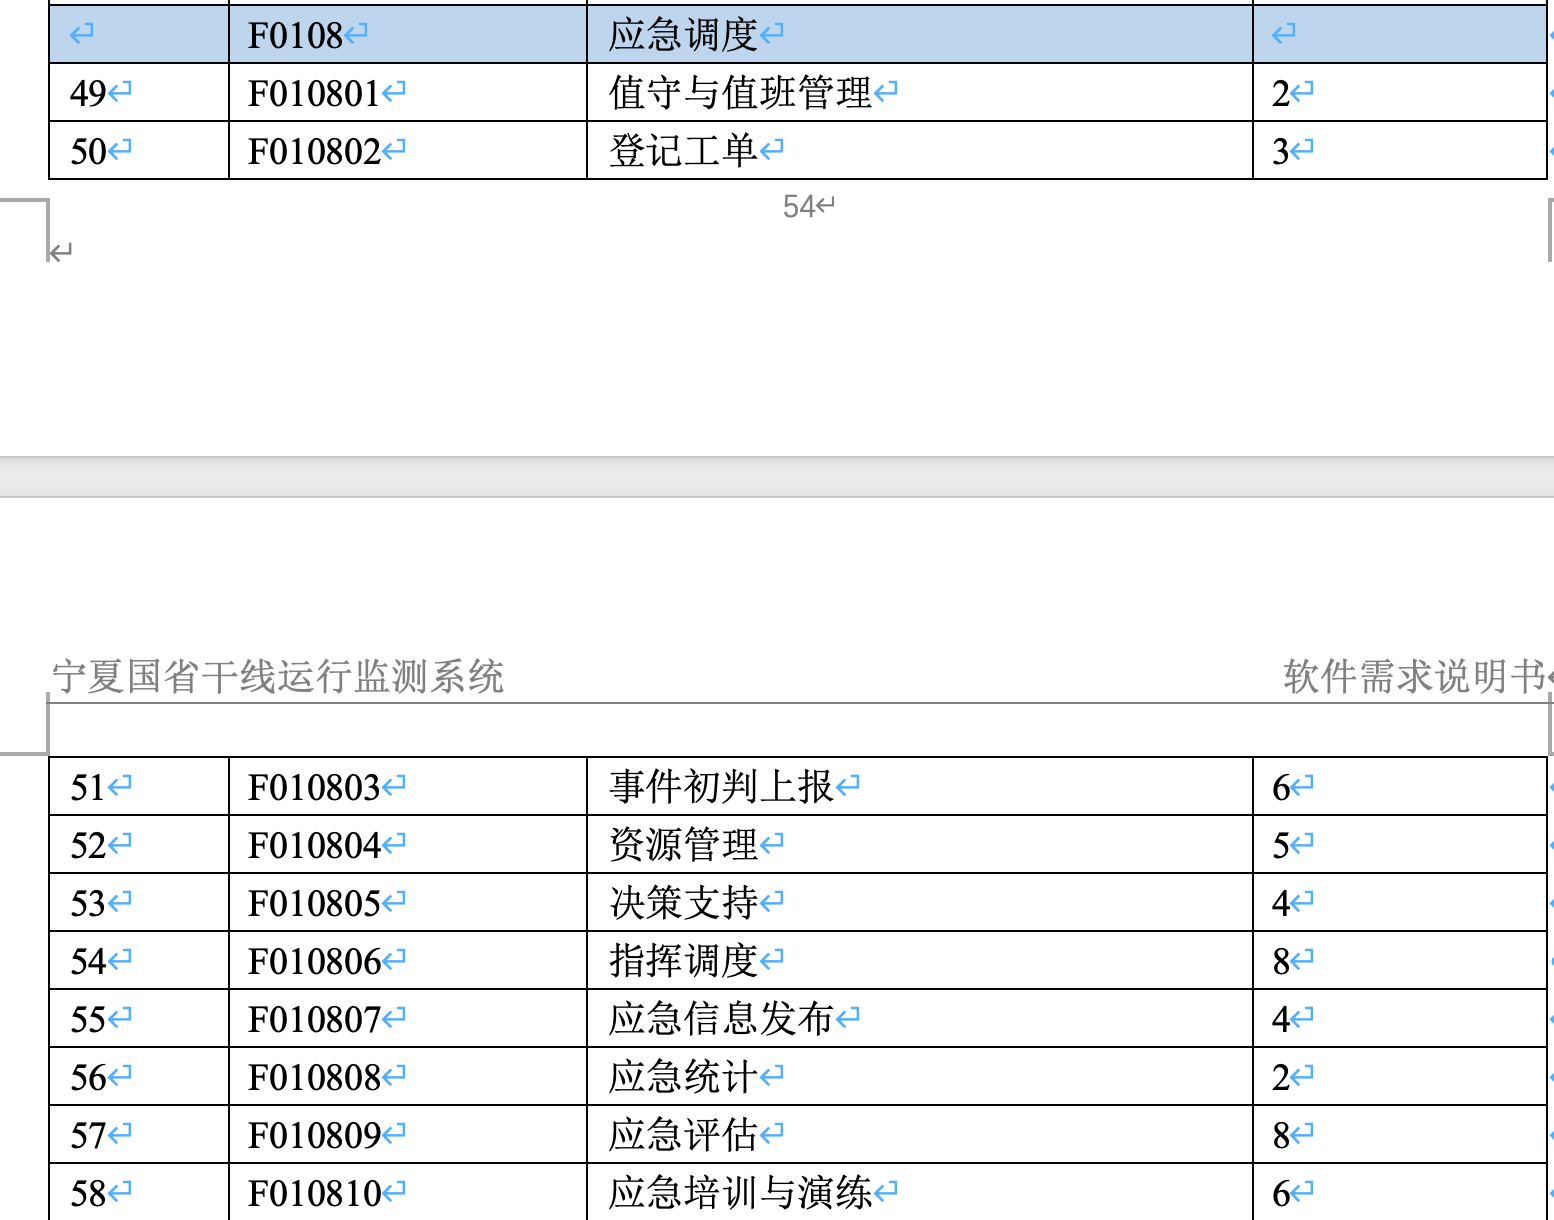 F0108 应急调度
49 F010801 值守与值班管理 2
50 F010802 登记工单 3
54
宁夏国省干线运行监测系统 软件需求说明书
51 F010803 事件初判上报 6
52 F010804 资源管理 5
53 F010805 决策支持 4
54 F010806 指挥调度 8
55 F010807 应急信息发布 4
56 F010808 应急统计 2
57 F010809 应急评估 8
58 F010810 应急培训与演练 6